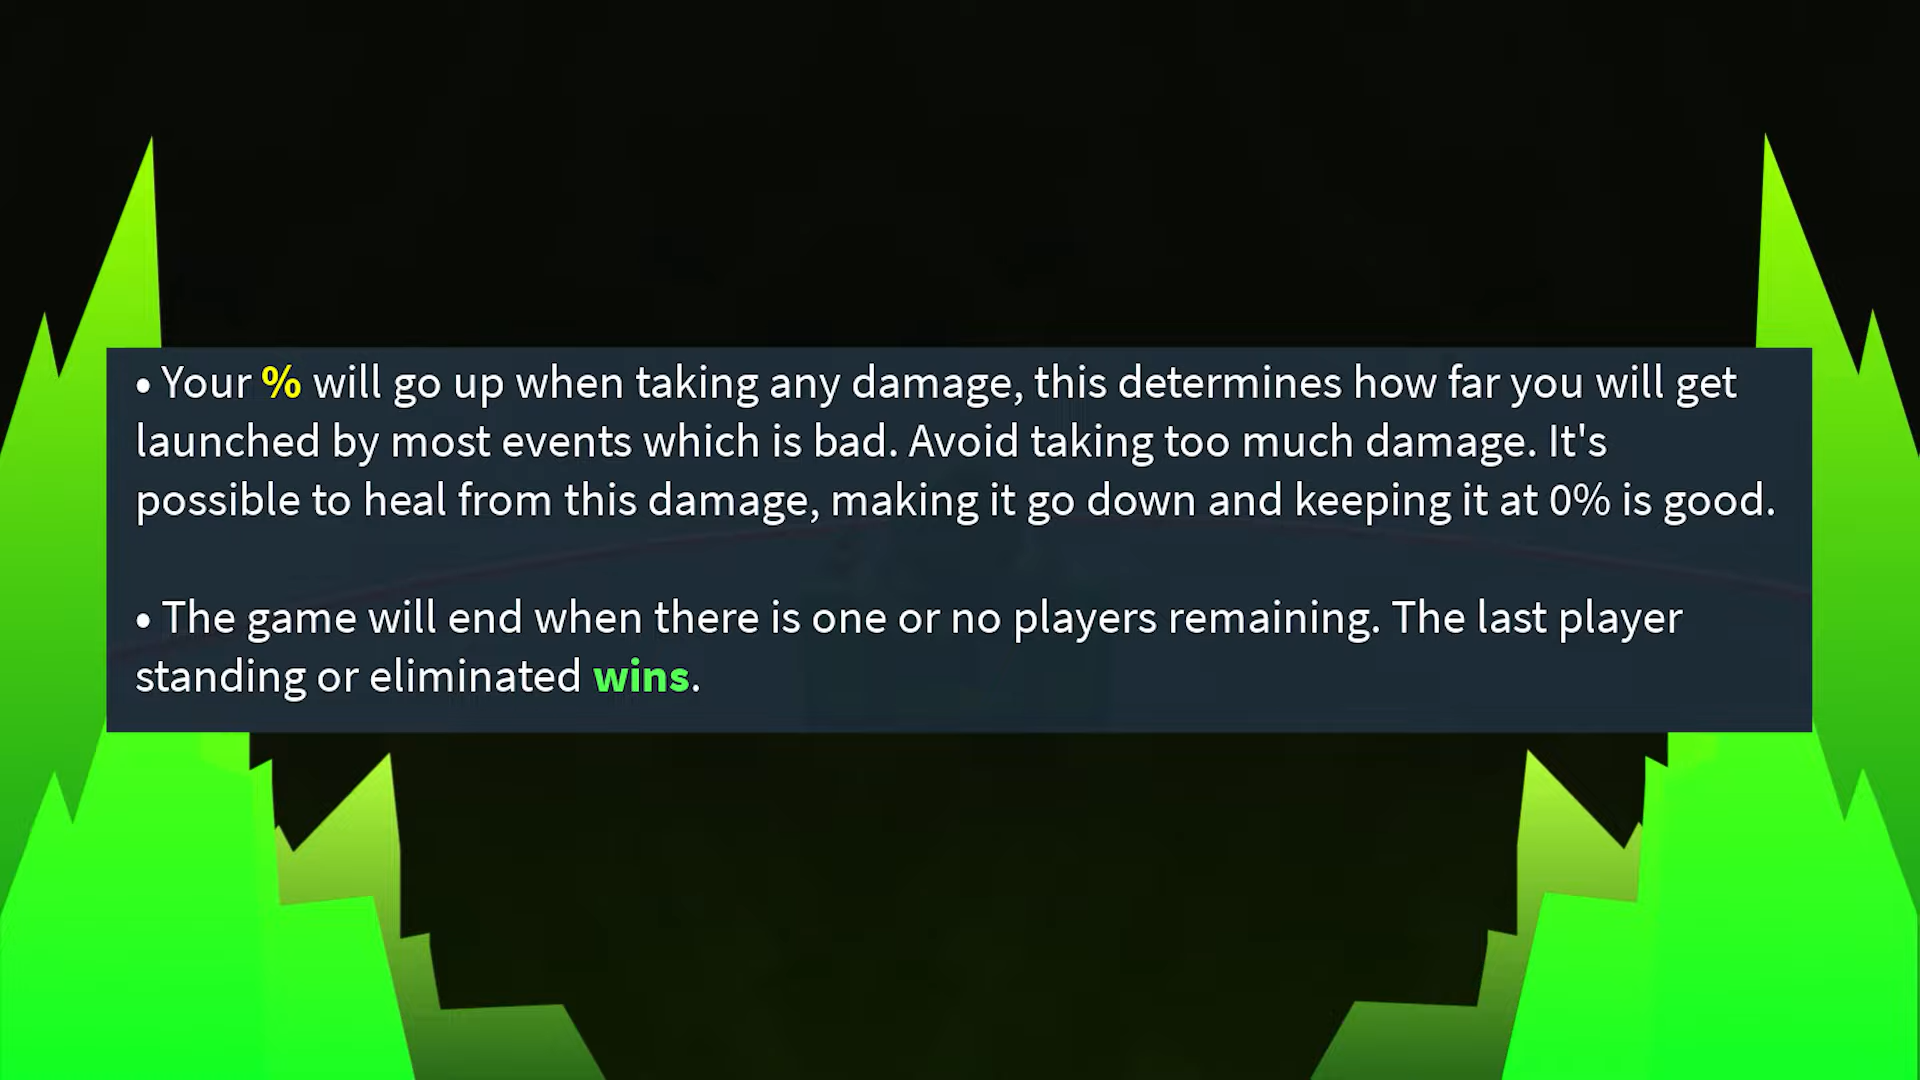 • Your % will go up when taking any damage, this determines how far you will get
launched by most events which is bad. Avoid taking too much damage. It's
possible to heal from this damage, making it go down and keeping it at 0% is good.
• The game will end when there is one or no players remaining. The last player
standing or eliminated wins.